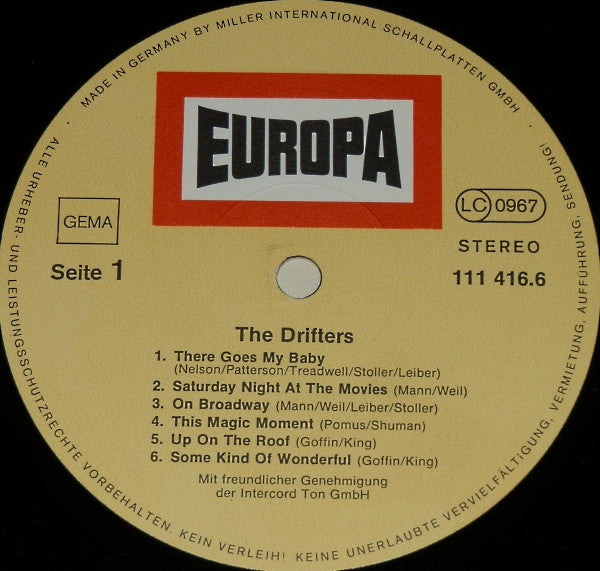 MADE IN GERMANY BY MILLER INTERNATIONAL SCHALLPLATTEN GMBH ·
EUROPA
GEMA
LC 0967
STEREO
Seite 1
111 416.6
The Drifters
1. There Goes My Baby
(Nelson/Patterson/Treadwell/Stoller/Leiber)
2. Saturday Night At The Movies (Mann/Weil)
3. On Broadway (Mann/Weil/Leiber/Stoller)
4. This Magic Moment (Pomus/Shuman)
5. Up On The Roof (Goffin/King)
6. Some Kind Of Wonderful (Goffin/King)
Mit freundlicher Genehmigung
der Intercord Ton GmbH
ALLE URHEBER- UND LEISTUNGSSCHUTZRECHTE VORBEHALTEN. KEIN VERLEIH! KEINE UNERLAUBTE VERVIELFÄLTIGUNG, VERMIETUNG, AUFFÜHRUNG, SENDUNG!